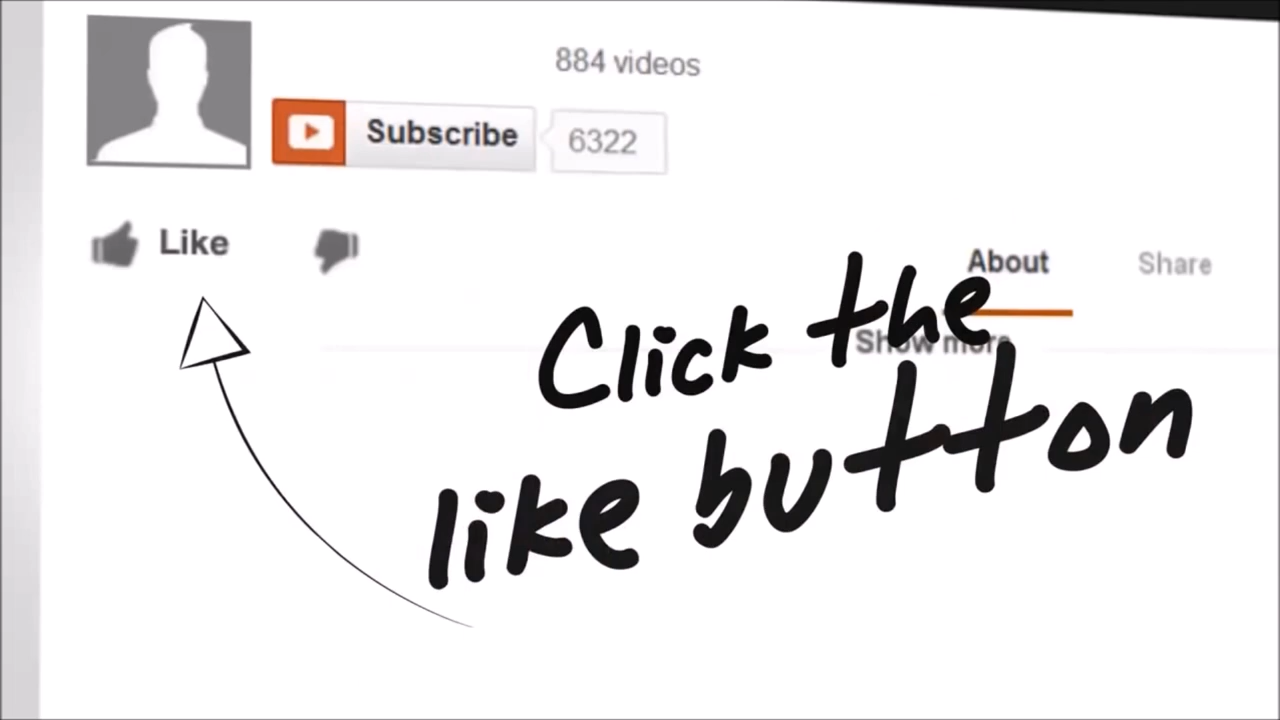 884 videos
Subscribe 6322
Like
About Share
Show more
Click the
like button